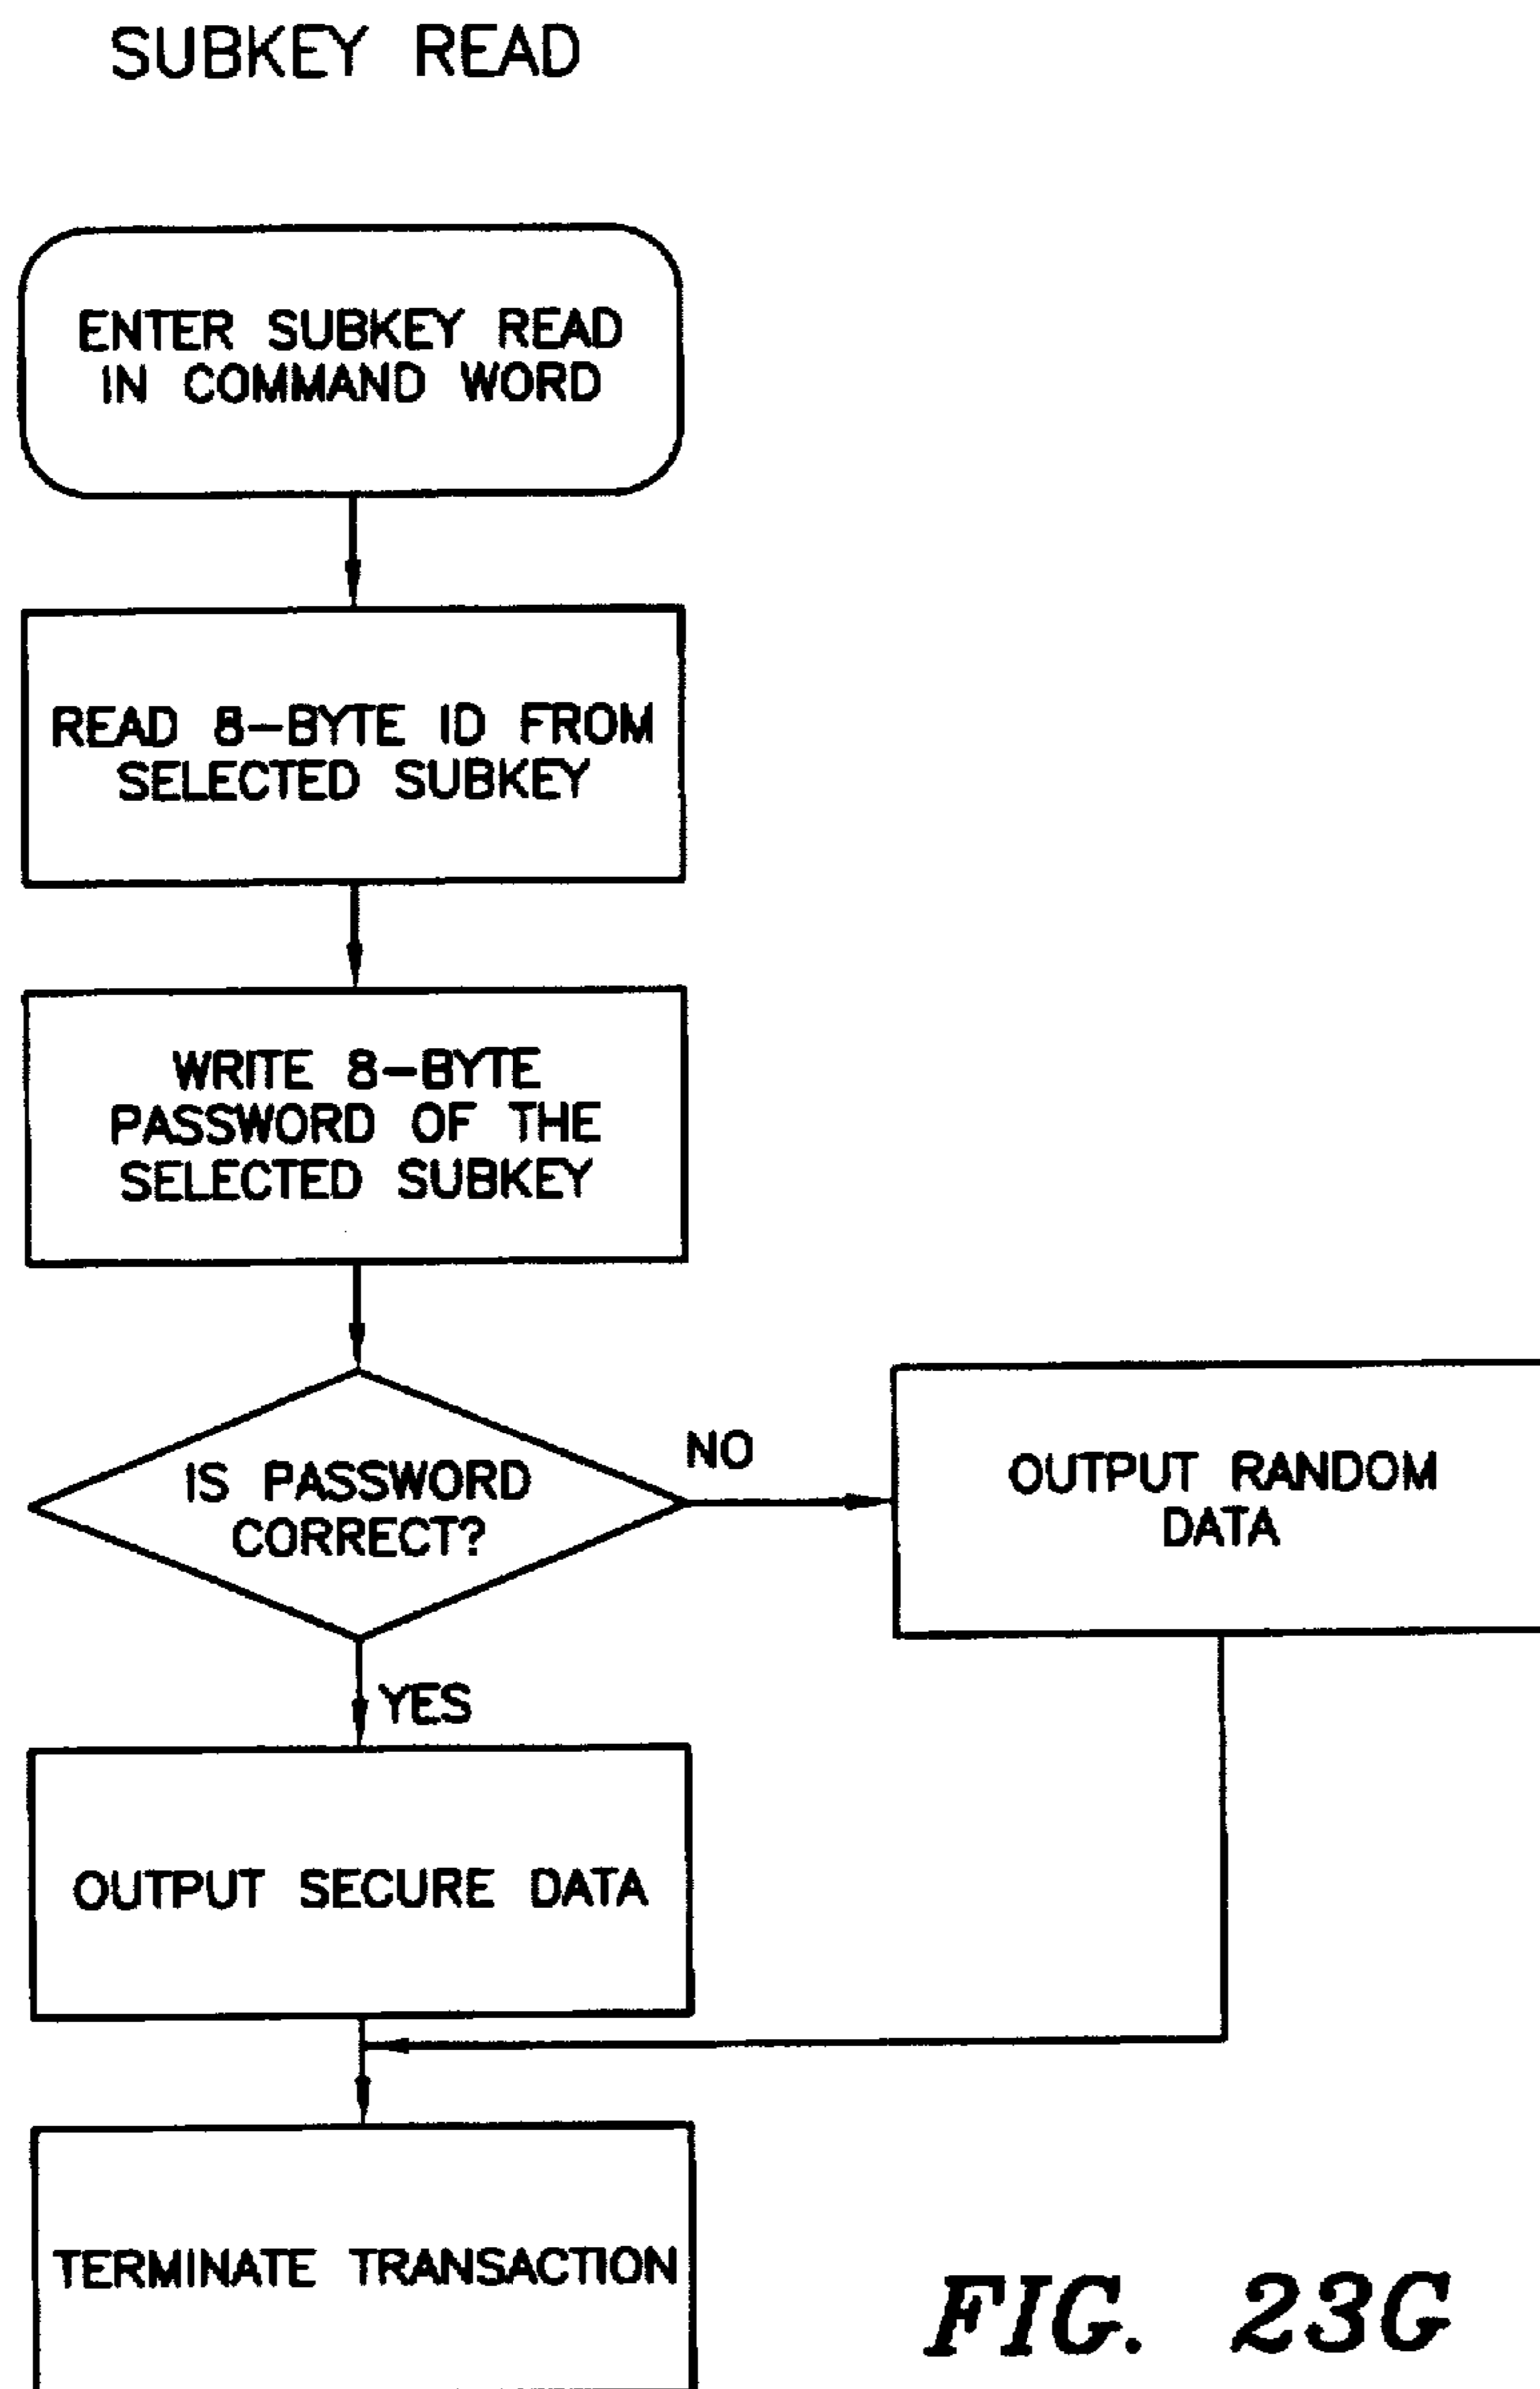 SUBKEY READ
ENTER SUBKEY READ
IN COMMAND WORD
READ 8-BYTE ID FROM
SELECTED SUBKEY
WRITE 8-BYTE
PASSWORD OF THE
SELECTED SUBKEY
IS PASSWORD
CORRECT?
NO
OUTPUT RANDOM
DATA
YES
OUTPUT SECURE DATA
TERMINATE TRANSACTION
FIG. 23G